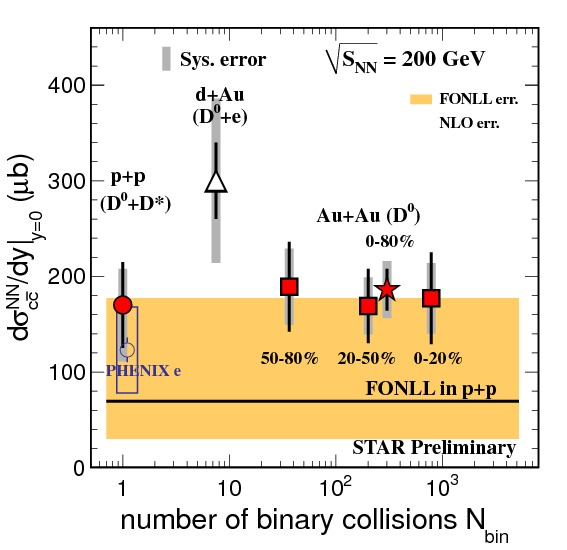 Sys. error
√S_NN = 200 GeV
d+Au
(D⁰+e)
FONLL err.
NLO err.
p+p
(D⁰+D*)
Au+Au (D⁰)
0-80%
PHENIX e
50-80%
20-50%
0-20%
FONLL in p+p
STAR Preliminary
400
300
200
100
0
dσ^NN_cc̄/dy|_y=0 (μb)
1
10
10²
10³
number of binary collisions N_bin